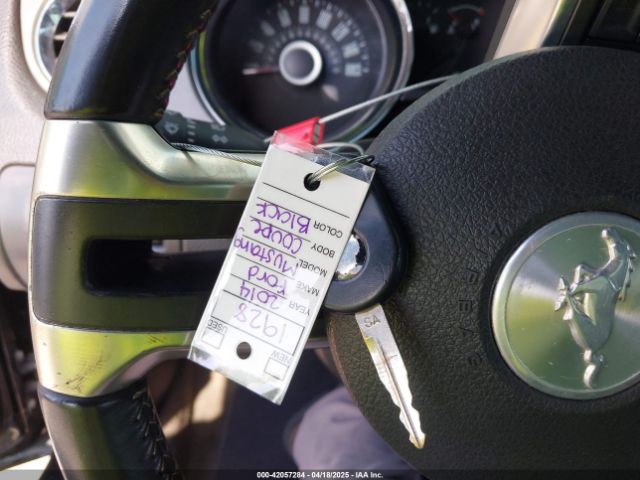 NEW
USED
1928
YEAR 2014
MAKE Ford
MODEL Mustang
BODY COUPE
COLOR Black
SA
000-42057284 - 04/18/2025 - IAA Inc.